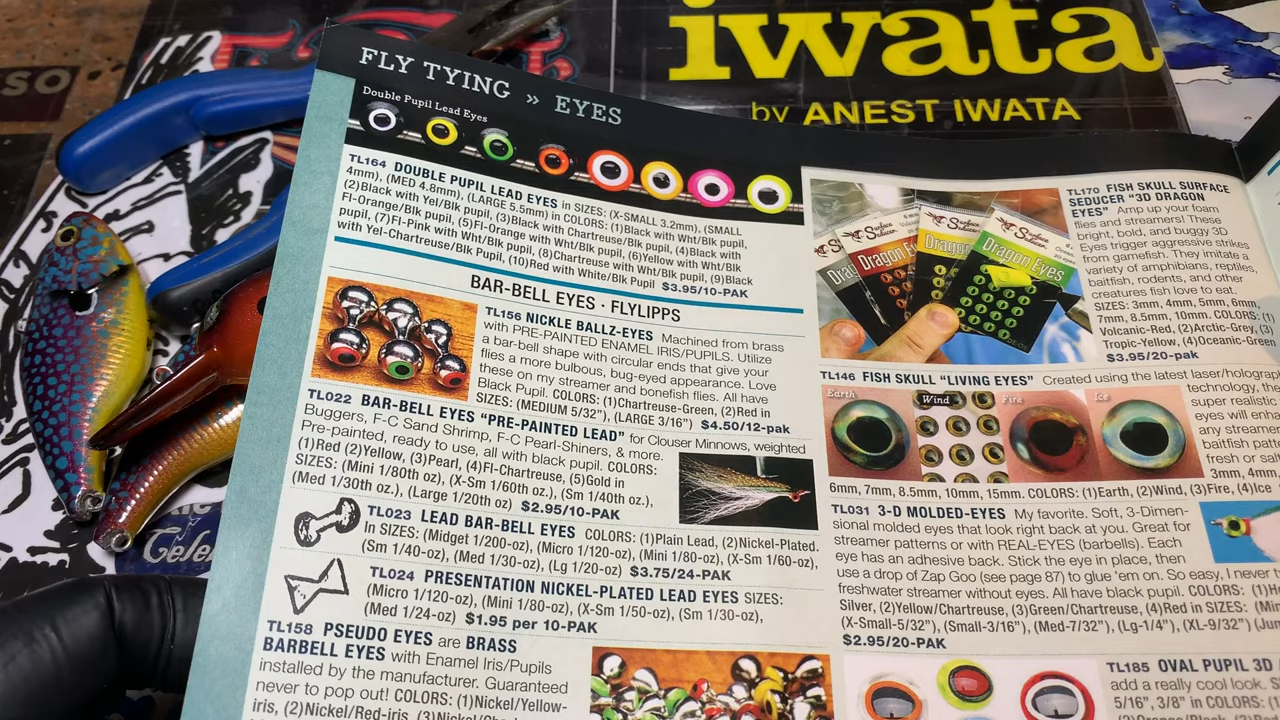 iwata
by ANEST IWATA
SSO
FLY TYING » EYES
Double Pupil Lead Eyes
TL164 DOUBLE PUPIL LEAD EYES in SIZES: (X-SMALL 3.2mm), (SMALL
4mm), (MED 4.8mm), (LARGE 5.5mm) in COLORS: (1)Black with Wht/Blk pupil,
(2)Black with Yel/Blk pupil, (3)Black with Chartreuse/Blk pupil, (4)Black with
Fl-Orange/Blk pupil, (5)Fl-Orange with Wht/Blk pupil, (6)Yellow with Wht/Blk
pupil, (7)Fl-Pink with Wht/Blk pupil, (8)Chartreuse with Wht/Blk pupil, (9)Black
with Yel-Chartreuse/Blk Pupil, (10)Red with White/Blk Pupil $3.95/10-PAK
BAR-BELL EYES · FLYLIPPS
TL156 NICKLE BALLZ-EYES Machined from brass
with PRE-PAINTED ENAMEL IRIS/PUPILS. Utilize
a bar-bell shape with circular ends that give your
flies a more bulbous, bug-eyed appearance. Love
these on my streamer and bonefish flies. All have
Black Pupil. COLORS: (1)Chartreuse-Green, (2)Red in
SIZES: (MEDIUM 5/32"), (LARGE 3/16") $4.50/12-pak
TL022 BAR-BELL EYES "PRE-PAINTED LEAD" for Clouser Minnows, weighted
Buggers, F-C Sand Shrimp, F-C Pearl-Shiners, & more.
Pre-painted, ready to use, all with black pupil. COLORS:
(1)Red (2)Yellow, (3)Pearl, (4)Fl-Chartreuse, (5)Gold in
SIZES: (Mini 1/80th oz), (X-Sm 1/60th oz.), (Sm 1/40th oz.),
(Med 1/30th oz.), (Large 1/20th oz) $2.95/10-PAK
TL023 LEAD BAR-BELL EYES COLORS: (1)Plain Lead, (2)Nickel-Plated.
In SIZES: (Midget 1/200-oz), (Micro 1/120-oz), (Mini 1/80-oz), (X-Sm 1/60-oz),
(Sm 1/40-oz), (Med 1/30-oz), (Lg 1/20-oz) $3.75/24-PAK
TL024 PRESENTATION NICKEL-PLATED LEAD EYES SIZES:
(Micro 1/120-oz), (Mini 1/80-oz), (X-Sm 1/50-oz), (Sm 1/30-oz),
(Med 1/24-oz) $1.95 per 10-PAK
TL158 PSEUDO EYES are BRASS
BARBELL EYES with Enamel Iris/Pupils
installed by the manufacturer. Guaranteed
never to pop out! COLORS: (1)Nickel/Yellow-
iris, (2)Nickel/Red-iris,
Surface
Seducer
Dragon Eyes
TL170 FISH SKULL SURFACE
SEDUCER "3D DRAGON
EYES" Amp up your foam
flies and streamers! These
bright, bold, and buggy 3D
Eyes trigger aggressive strikes
from gamefish. They imitate a
variety of amphibians, reptiles,
baitfish, rodents, and other
creatures fish love to eat.
SIZES: 3mm, 4mm, 5mm, 6mm,
7mm, 8.5mm, 10mm. COLORS: (1)
Volcanic-Red, (2)Arctic-Grey, (3)
Tropic-Yellow, (4)Oceanic-Green
$3.95/20-pak
TL146 FISH SKULL "LIVING EYES" Created using the latest laser/
technology,
super realistic
eyes will
any streamer
baitfish
fresh or
3mm, 4mm,
Earth
Wind
Fire
Ice
6mm, 7mm, 8.5mm, 10mm, 15mm. COLORS: (1)Earth, (2)Wind, (3)Fire, (4)Ice
TL031 3-D MOLDED-EYES My favorite. Soft, 3-Dimen-
sional molded eyes that look right back at you. Great for
streamer patterns or with REAL-EYES (barbells). Each
eye has an adhesive back. Stick the eye in place, then
use a drop of Zap Goo (see page 87) to glue 'em on. So easy, I never
freshwater streamer without eyes. All have black pupil. COLORS:
Silver, (2)Yellow/Chartreuse, (3)Green/Chartreuse, (4)Red in SIZES:
(X-Small-5/32"), (Small-3/16"), (Med-7/32"), (Lg-1/4"), (XL-9/32")
$2.95/20-PAK
TL185 OVAL PUPIL 3D
add a really cool look.
5/16", 3/8" in COLORS: